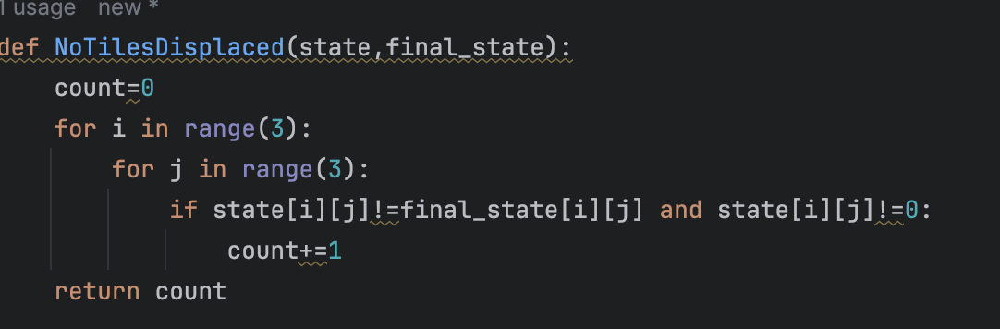 1 usage   new *
def NoTilesDisplaced(state,final_state):
    count=0
    for i in range(3):
        for j in range(3):
            if state[i][j]!=final_state[i][j] and state[i][j]!=0:
                count+=1
    return count